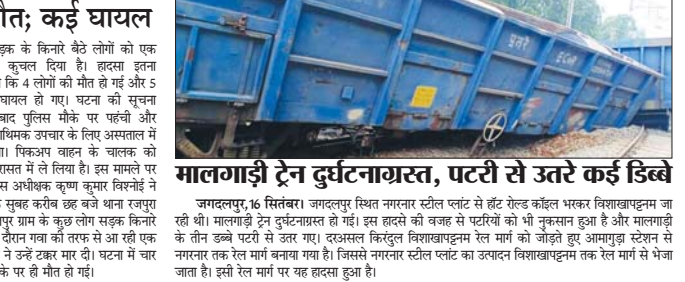 ौत; कई घायल
ड़क के किनारे बैठे लोगों को एक
कुचल दिया है। हादसा इतना
कि 4 लोगों की मौत हो गई और 5
घायल हो गए। घटना की सूचना
बाद पुलिस मौके पर पहंची और
ाथमिक उपचार के लिए अस्पताल में
ा। पिकअप वाहन के चालक को
रासत में ले लिया है। इस मामले पर
स अधीक्षक कृष्ण कुमार विश्नोई ने
सुबह करीब छह बजे थाना रजपुरा
पुर ग्राम के कुछ लोग सड़क किनारे
दौरान गवा की तरफ से आ रही एक
ने उन्हें टक्कर मार दी। घटना में चार
के पर ही मौत हो गई।
मालगाड़ी ट्रेन दुर्घटनाग्रस्त, पटरी से उतरे कई डिब्बे
जगदलपुर,16 सितंबर। जगदलपुर स्थित नगरनार स्टील प्लांट से हॉट रोल्ड कॉइल भरकर विशाखापट्टनम जा
रही थी। मालगाड़ी ट्रेन दुर्घटनाग्रस्त हो गई। इस हादसे की वजह से पटरियों को भी नुकसान हुआ है और मालगाड़ी
के तीन डब्बे पटरी से उतर गए। दरअसल किरंदुल विशाखापट्टनम रेल मार्ग को जोड़ते हुए आमागुड़ा स्टेशन से
नगरनार तक रेल मार्ग बनाया गया है। जिससे नगरनार स्टील प्लांट का उत्पादन विशाखापट्टनम तक रेल मार्ग से भेजा
जाता है। इसी रेल मार्ग पर यह हादसा हुआ है।